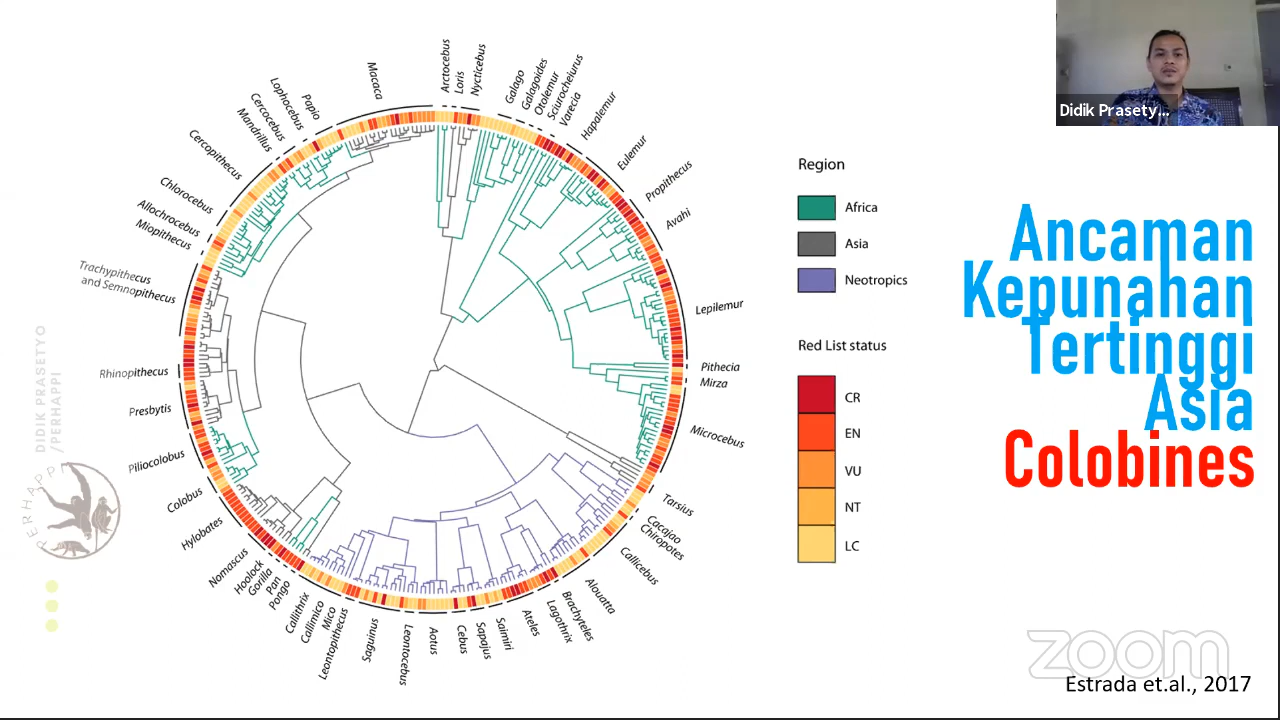 Didik Prasety...
Arctocebus
Loris
Nycticebus
Galago
Galagoides
Otolemur
Sciurocheiurus
Varecia
Hapalemur
Eulemur
Propithecus
Avahi
Lepilemur
Pithecia
Mirza
Microcebus
Tarsius
Cacajao
Chiropotes
Callicebus
Alouatta
Brachyteles
Lagothrix
Ateles
Saimiri
Sapajus
Cebus
Aotus
Leontocebus
Saguinus
Leontopithecus
Mico
Callimico
Callithrix
Pongo
Pan
Gorilla
Hoolock
Nomascus
Hylobates
Colobus
Piliocolobus
Presbytis
Rhinopithecus
Trachypithecus
and Semnopithecus
Miopithecus
Allochrocebus
Chlorocebus
Cercopithecus
Mandrillus
Cercocebus
Lophocebus
Papio
Macaca
Region
Africa
Asia
Neotropics
Red List status
CR
EN
VU
NT
LC
Ancaman
Kepunahan
Tertinggi
Asia
Colobines
DIDIK PRASETYO
/PERHAPPI
PERHAPPI
zoom
Estrada et.al., 2017